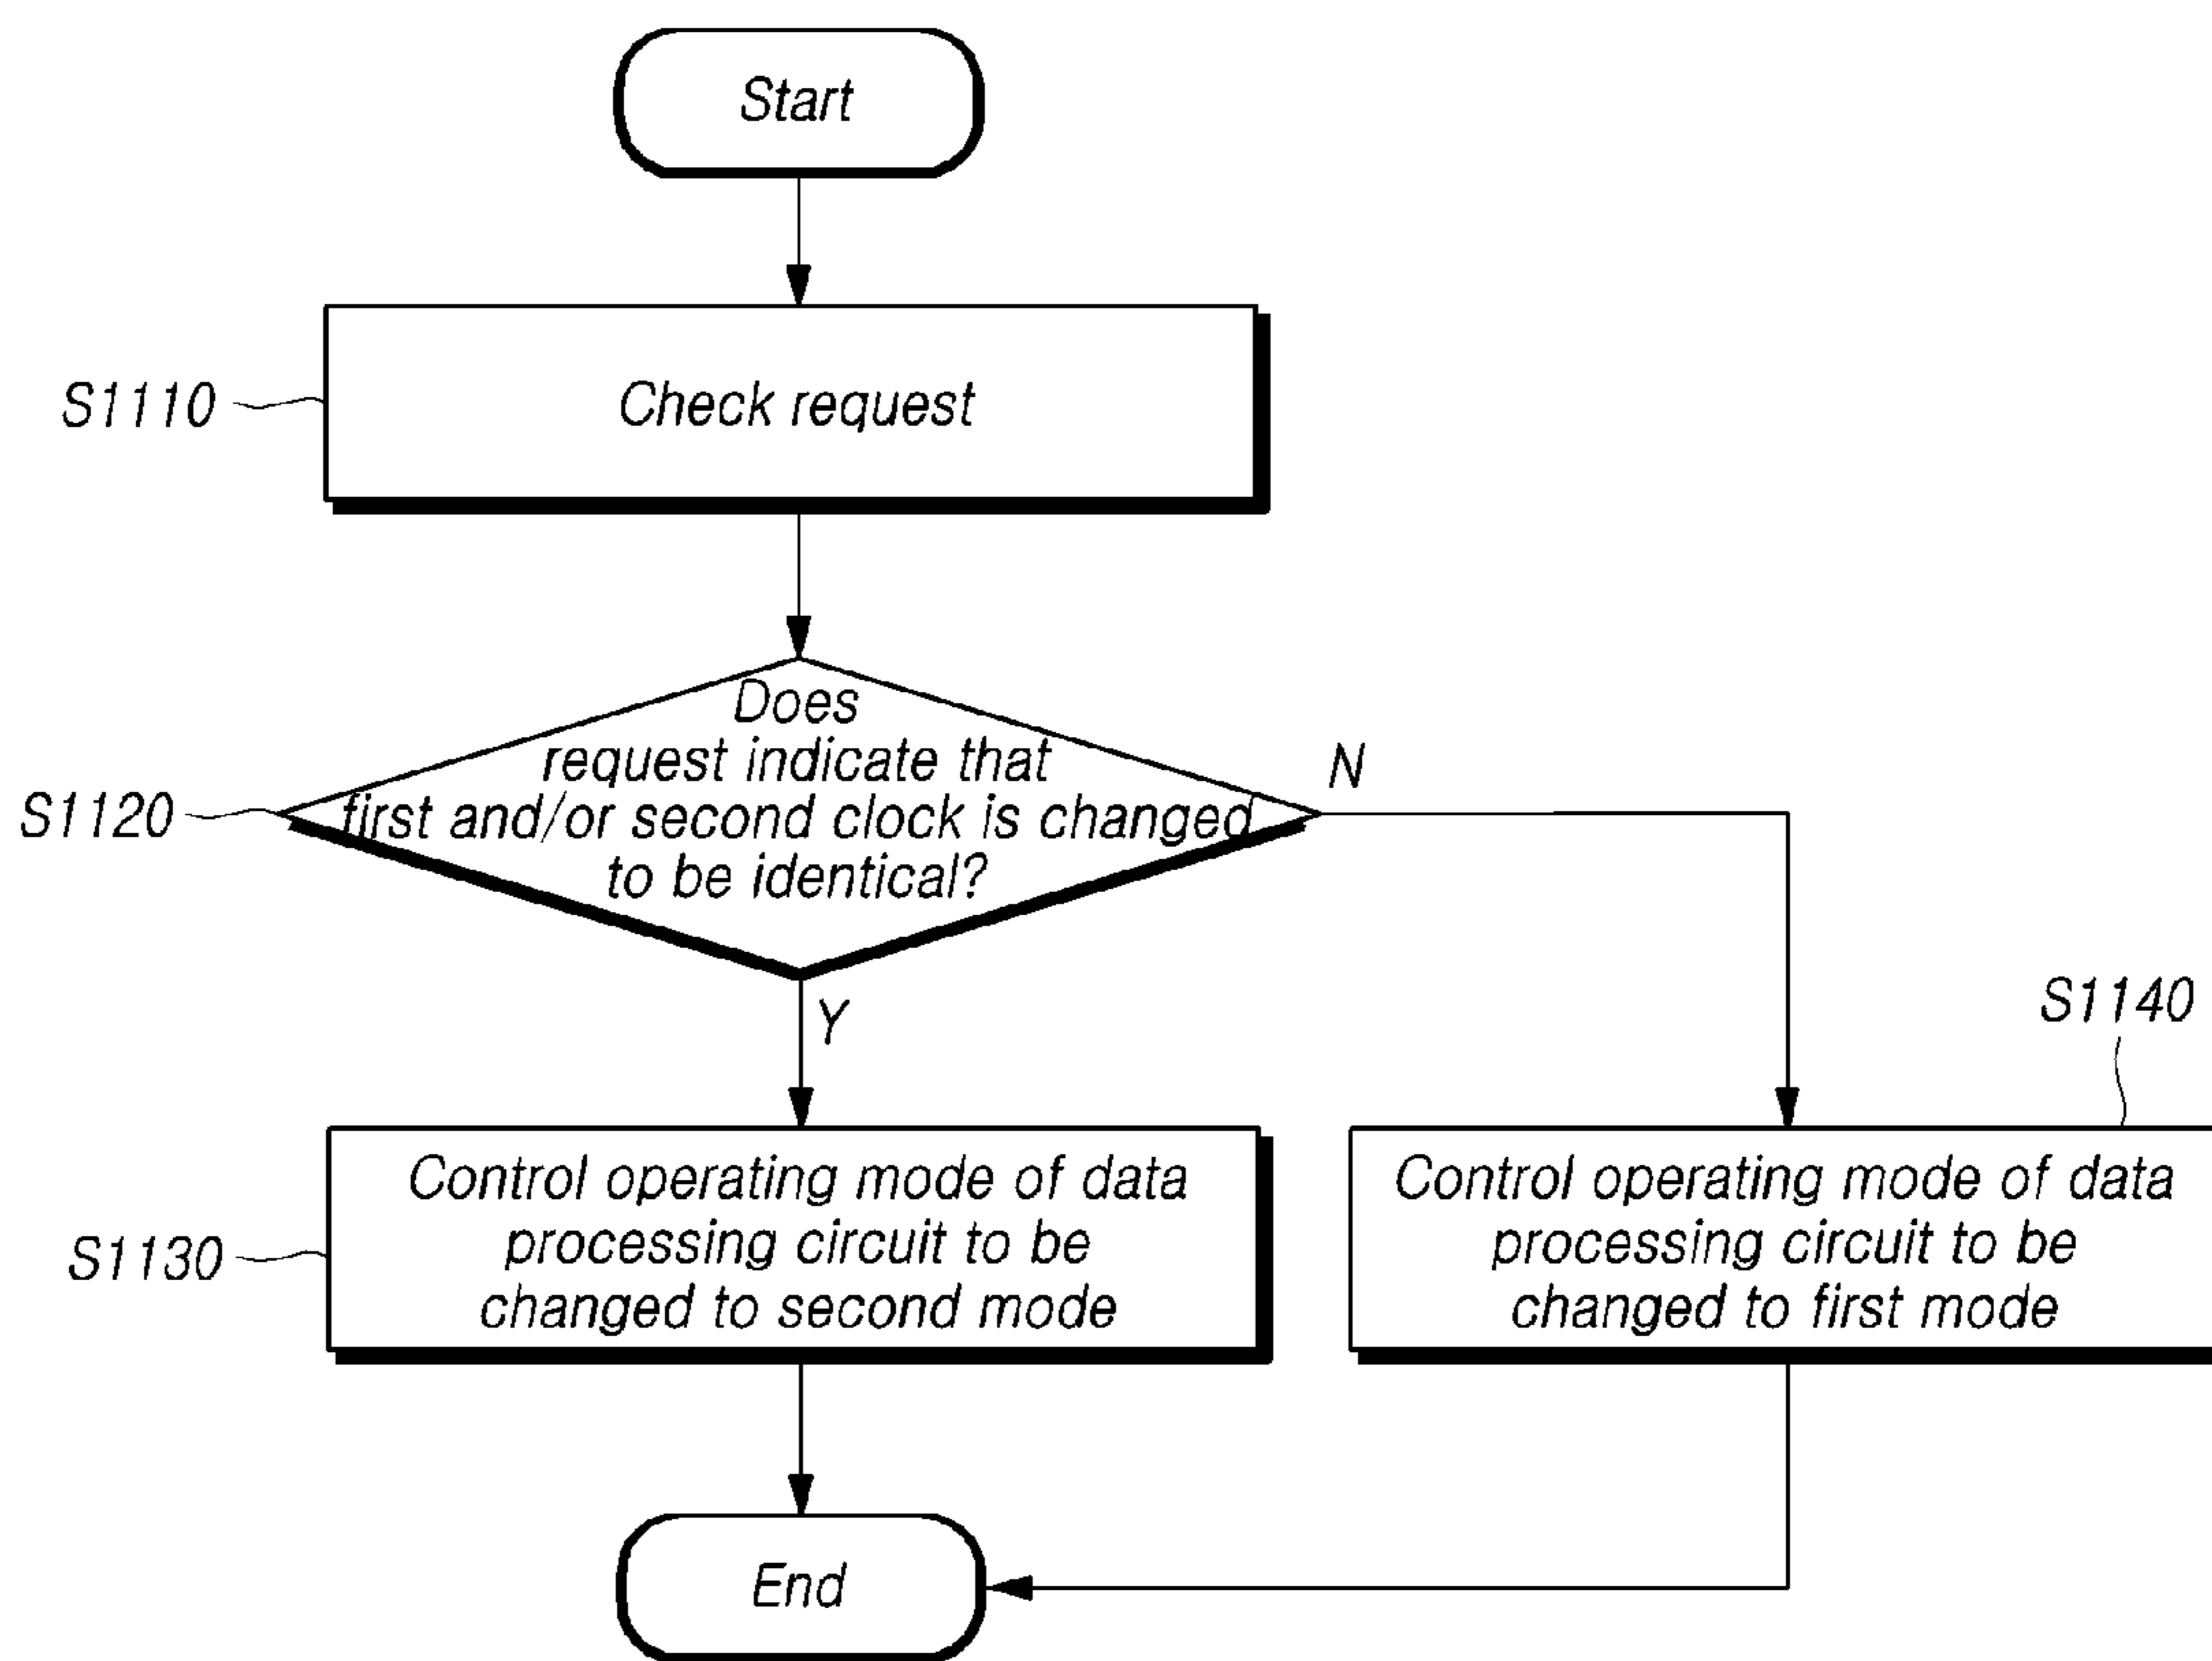 Start
S1110
Check request
Does
request indicate that
first and/or second clock is changed
to be identical?
S1120
N
Y
S1140
S1130
Control operating mode of data
processing circuit to be
changed to second mode
Control operating mode of data
processing circuit to be
changed to first mode
End